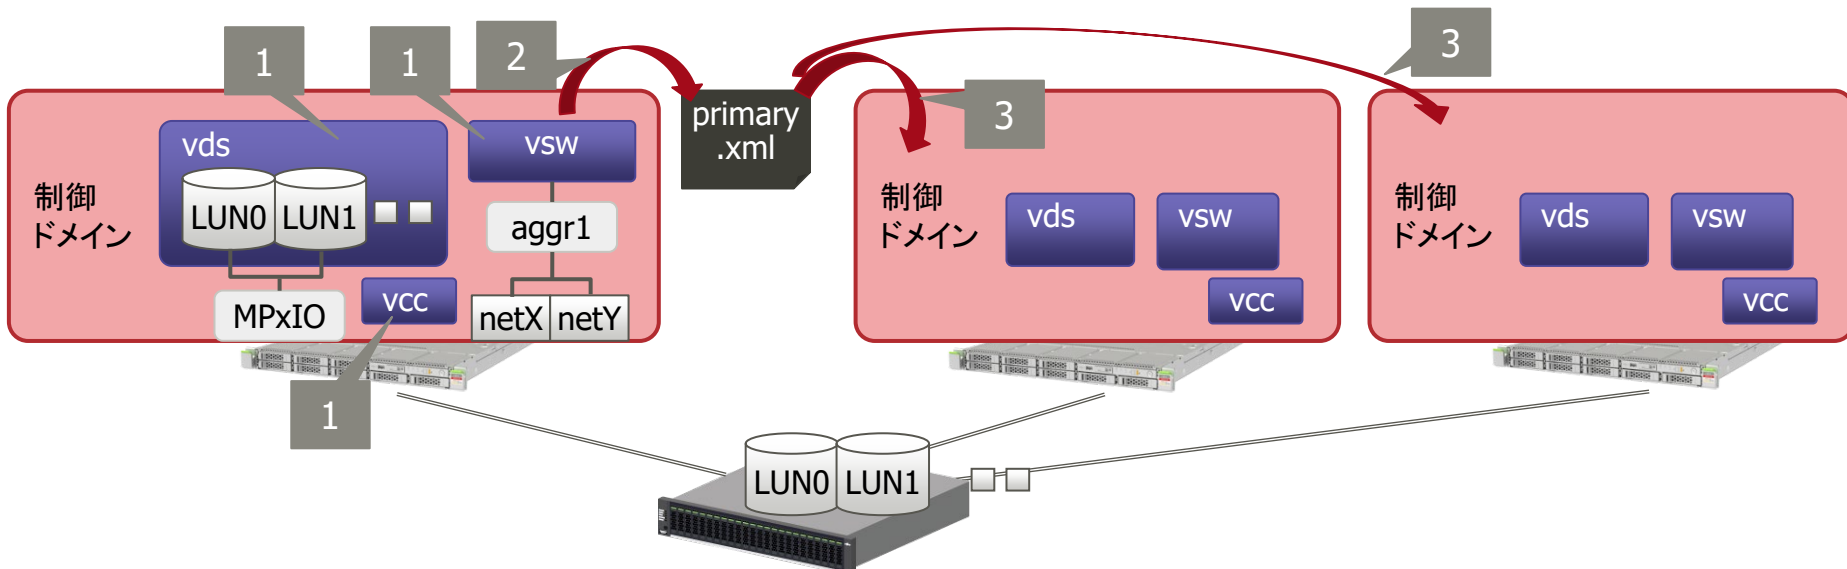 1
1
2
3
3
1
primary
.xml
制御
ドメイン
vds
LUN0
LUN1
MPxIO
vcc
vsw
aggr1
netX
netY
制御
ドメイン
vds
vsw
vcc
制御
ドメイン
vds
vsw
vcc
LUN0
LUN1